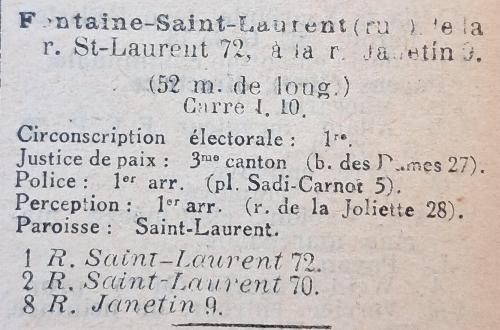 Fontaine-Saint-Laurent (rue), de la
r. St-Laurent 72, à la r. Janetin 9.
(52 m. de long.)
Carré I. 10.
Circonscription électorale : 1re.
Justice de paix : 3me canton (b. des Dames 27).
Police : 1er arr. (pl. Sadi-Carnot 5).
Perception : 1er arr. (r. de la Joliette 28).
Paroisse : Saint-Laurent.
1 R. Saint-Laurent 72.
2 R. Saint-Laurent 70.
8 R. Janetin 9.